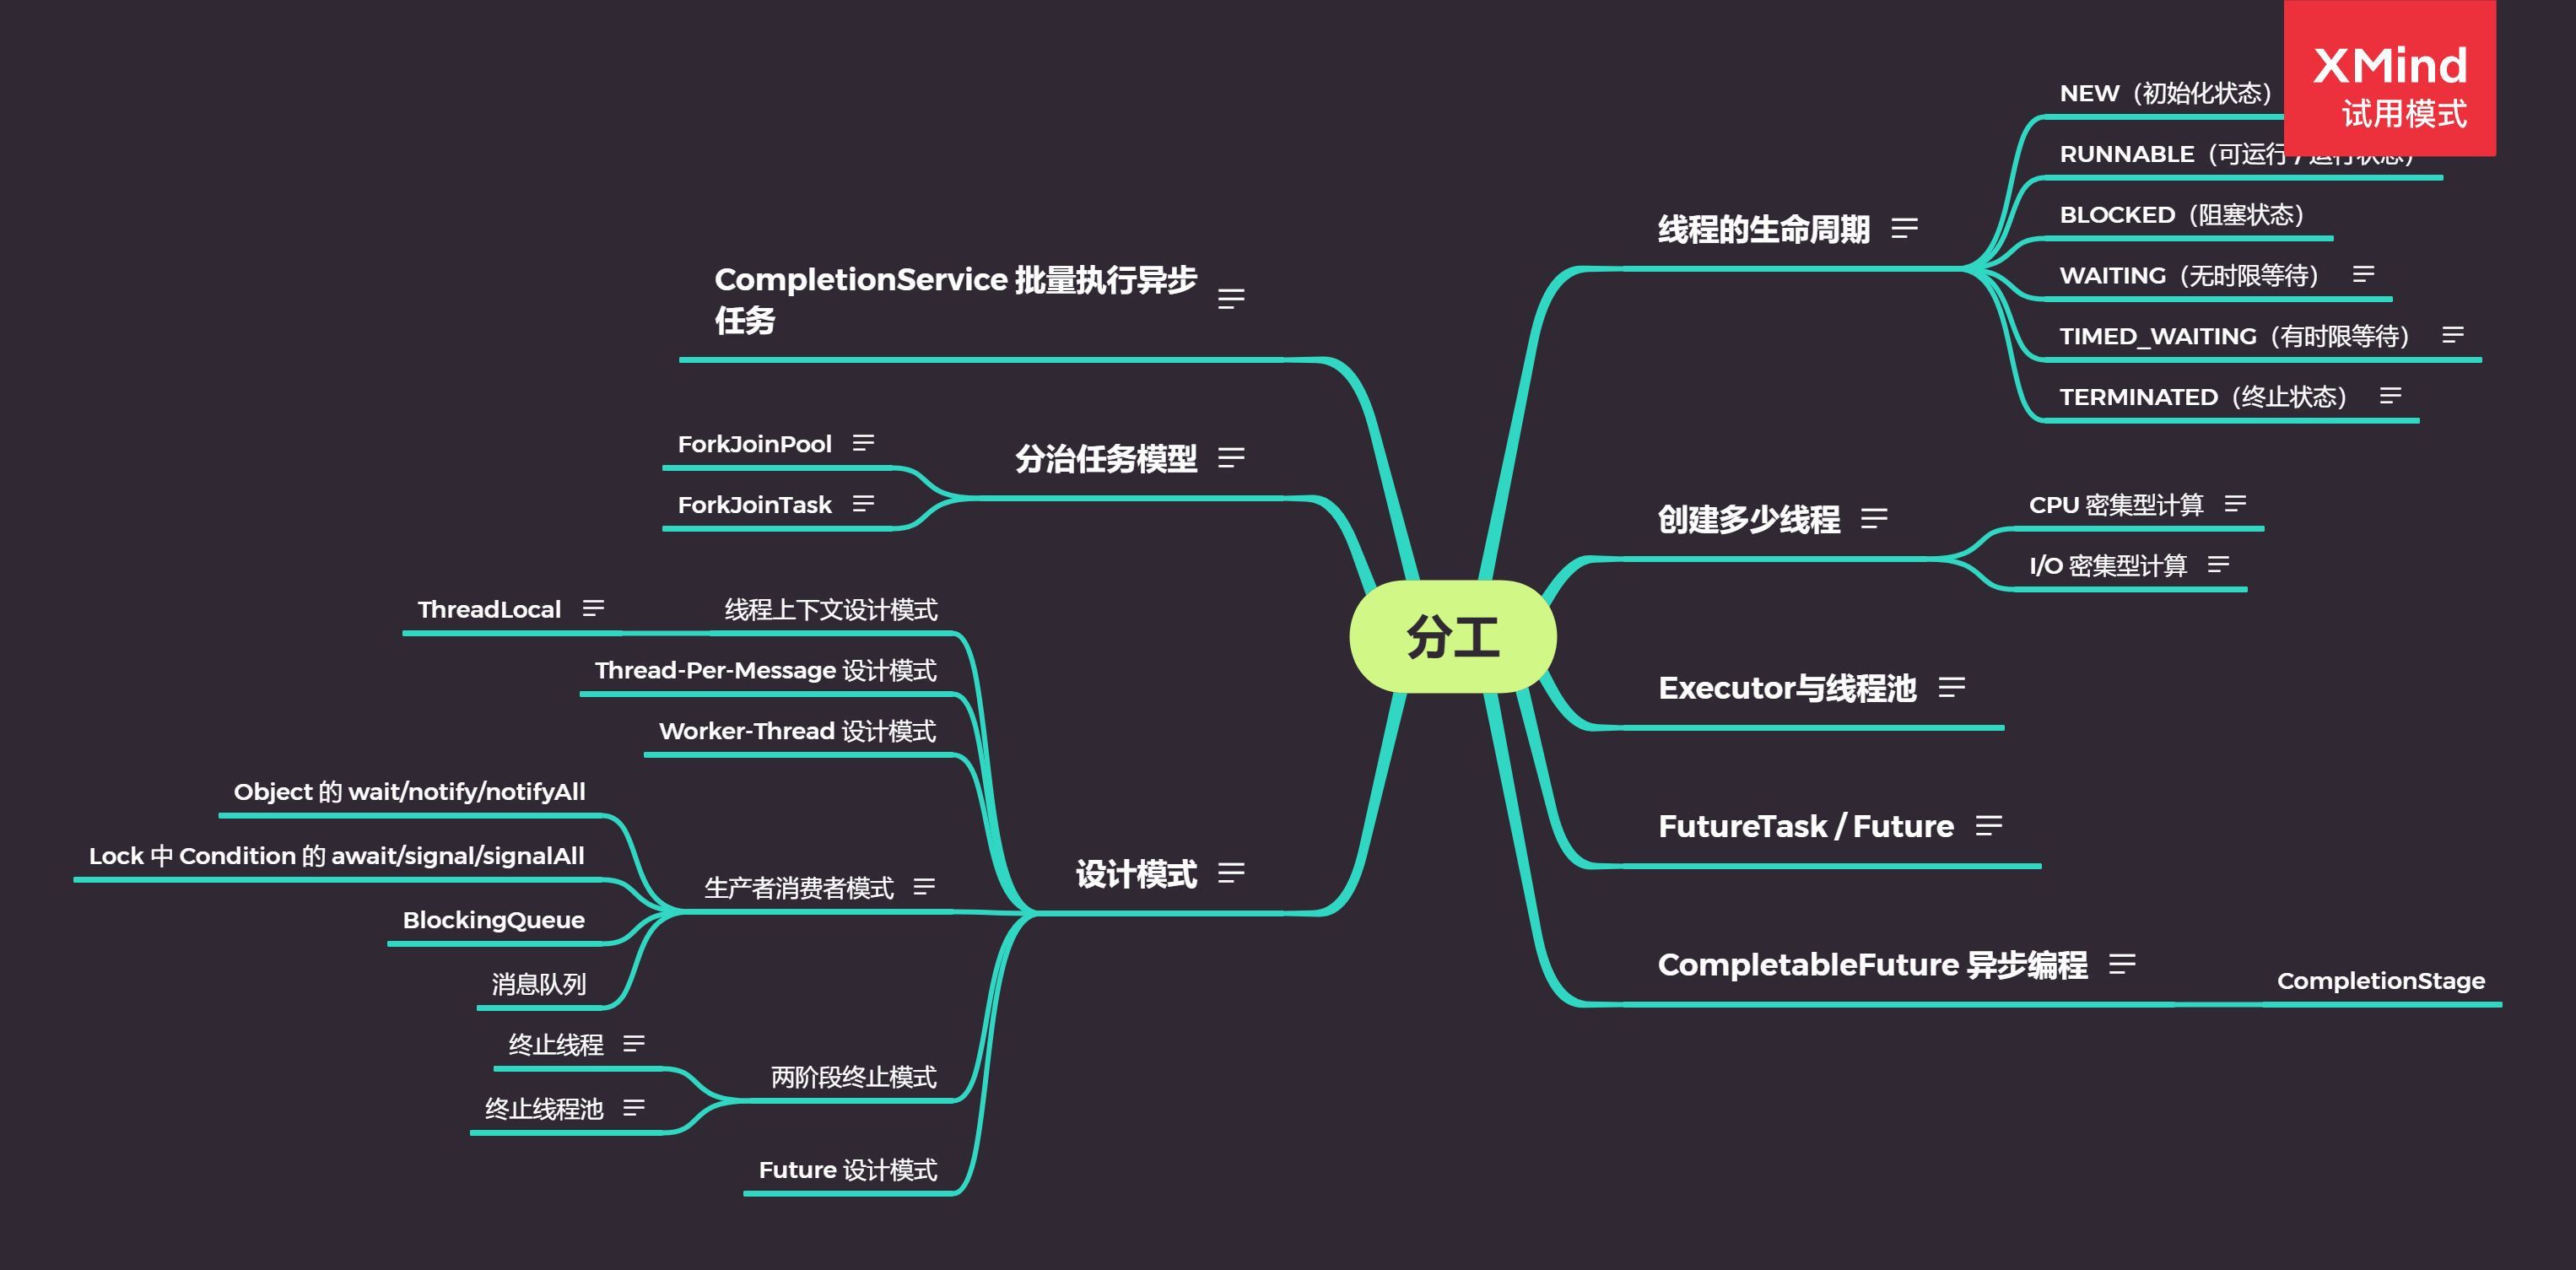 XMind
试用模式
分工
线程的生命周期
NEW（初始化状态）
RUNNABLE（可运行 / 运行状态）
BLOCKED（阻塞状态）
WAITING（无时限等待）
TIMED_WAITING（有时限等待）
TERMINATED（终止状态）
创建多少线程
CPU 密集型计算
I/O 密集型计算
Executor与线程池
FutureTask / Future
CompletableFuture 异步编程
CompletionStage
CompletionService 批量执行异步
任务
分治任务模型
ForkJoinPool
ForkJoinTask
设计模式
线程上下文设计模式
ThreadLocal
Thread-Per-Message 设计模式
Worker-Thread 设计模式
生产者消费者模式
Object 的 wait/notify/notifyAll
Lock 中 Condition 的 await/signal/signalAll
BlockingQueue
消息队列
两阶段终止模式
终止线程
终止线程池
Future 设计模式